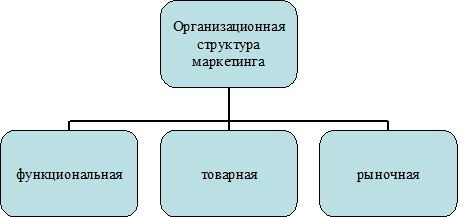 Организационная
структура
маркетинга
функциональная
товарная
рыночная